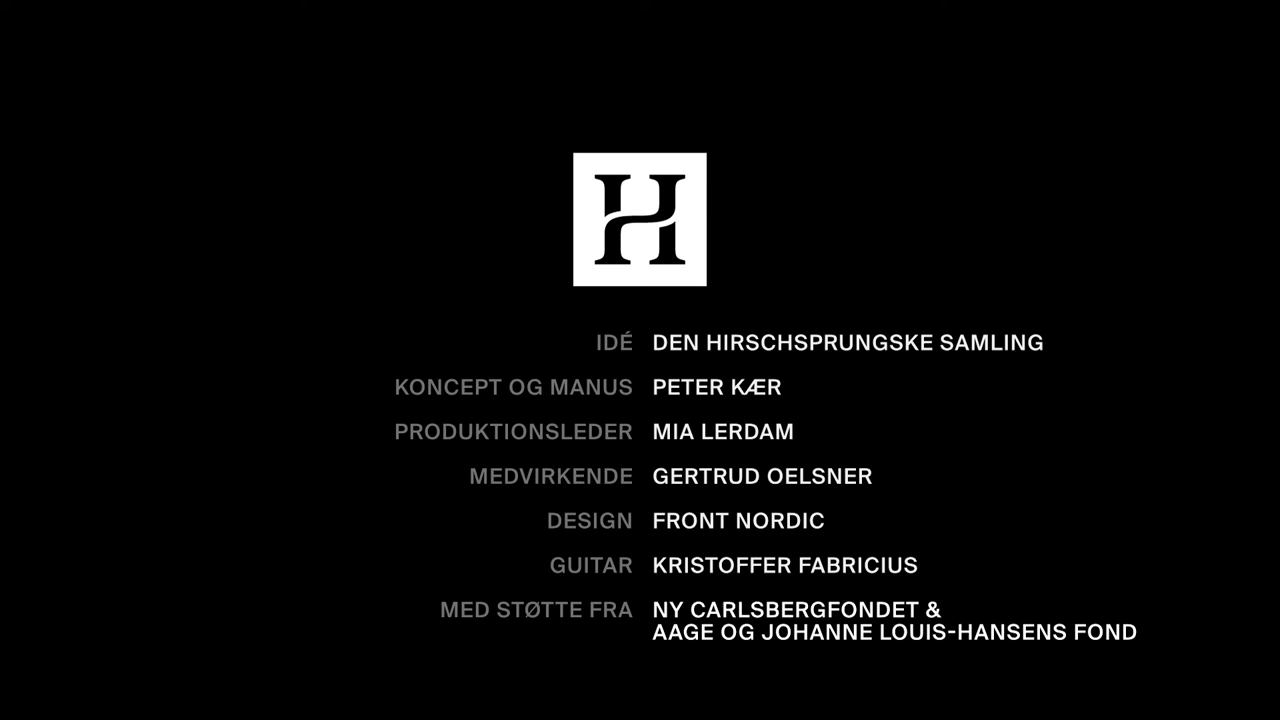 H
IDÉ DEN HIRSCHSPRUNGSKE SAMLING
KONCEPT OG MANUS PETER KÆR
PRODUKTIONSLEDER MIA LERDAM
MEDVIRKENDE GERTRUD OELSNER
DESIGN FRONT NORDIC
GUITAR KRISTOFFER FABRICIUS
MED STØTTE FRA NY CARLSBERGFONDET &
AAGE OG JOHANNE LOUIS-HANSENS FOND